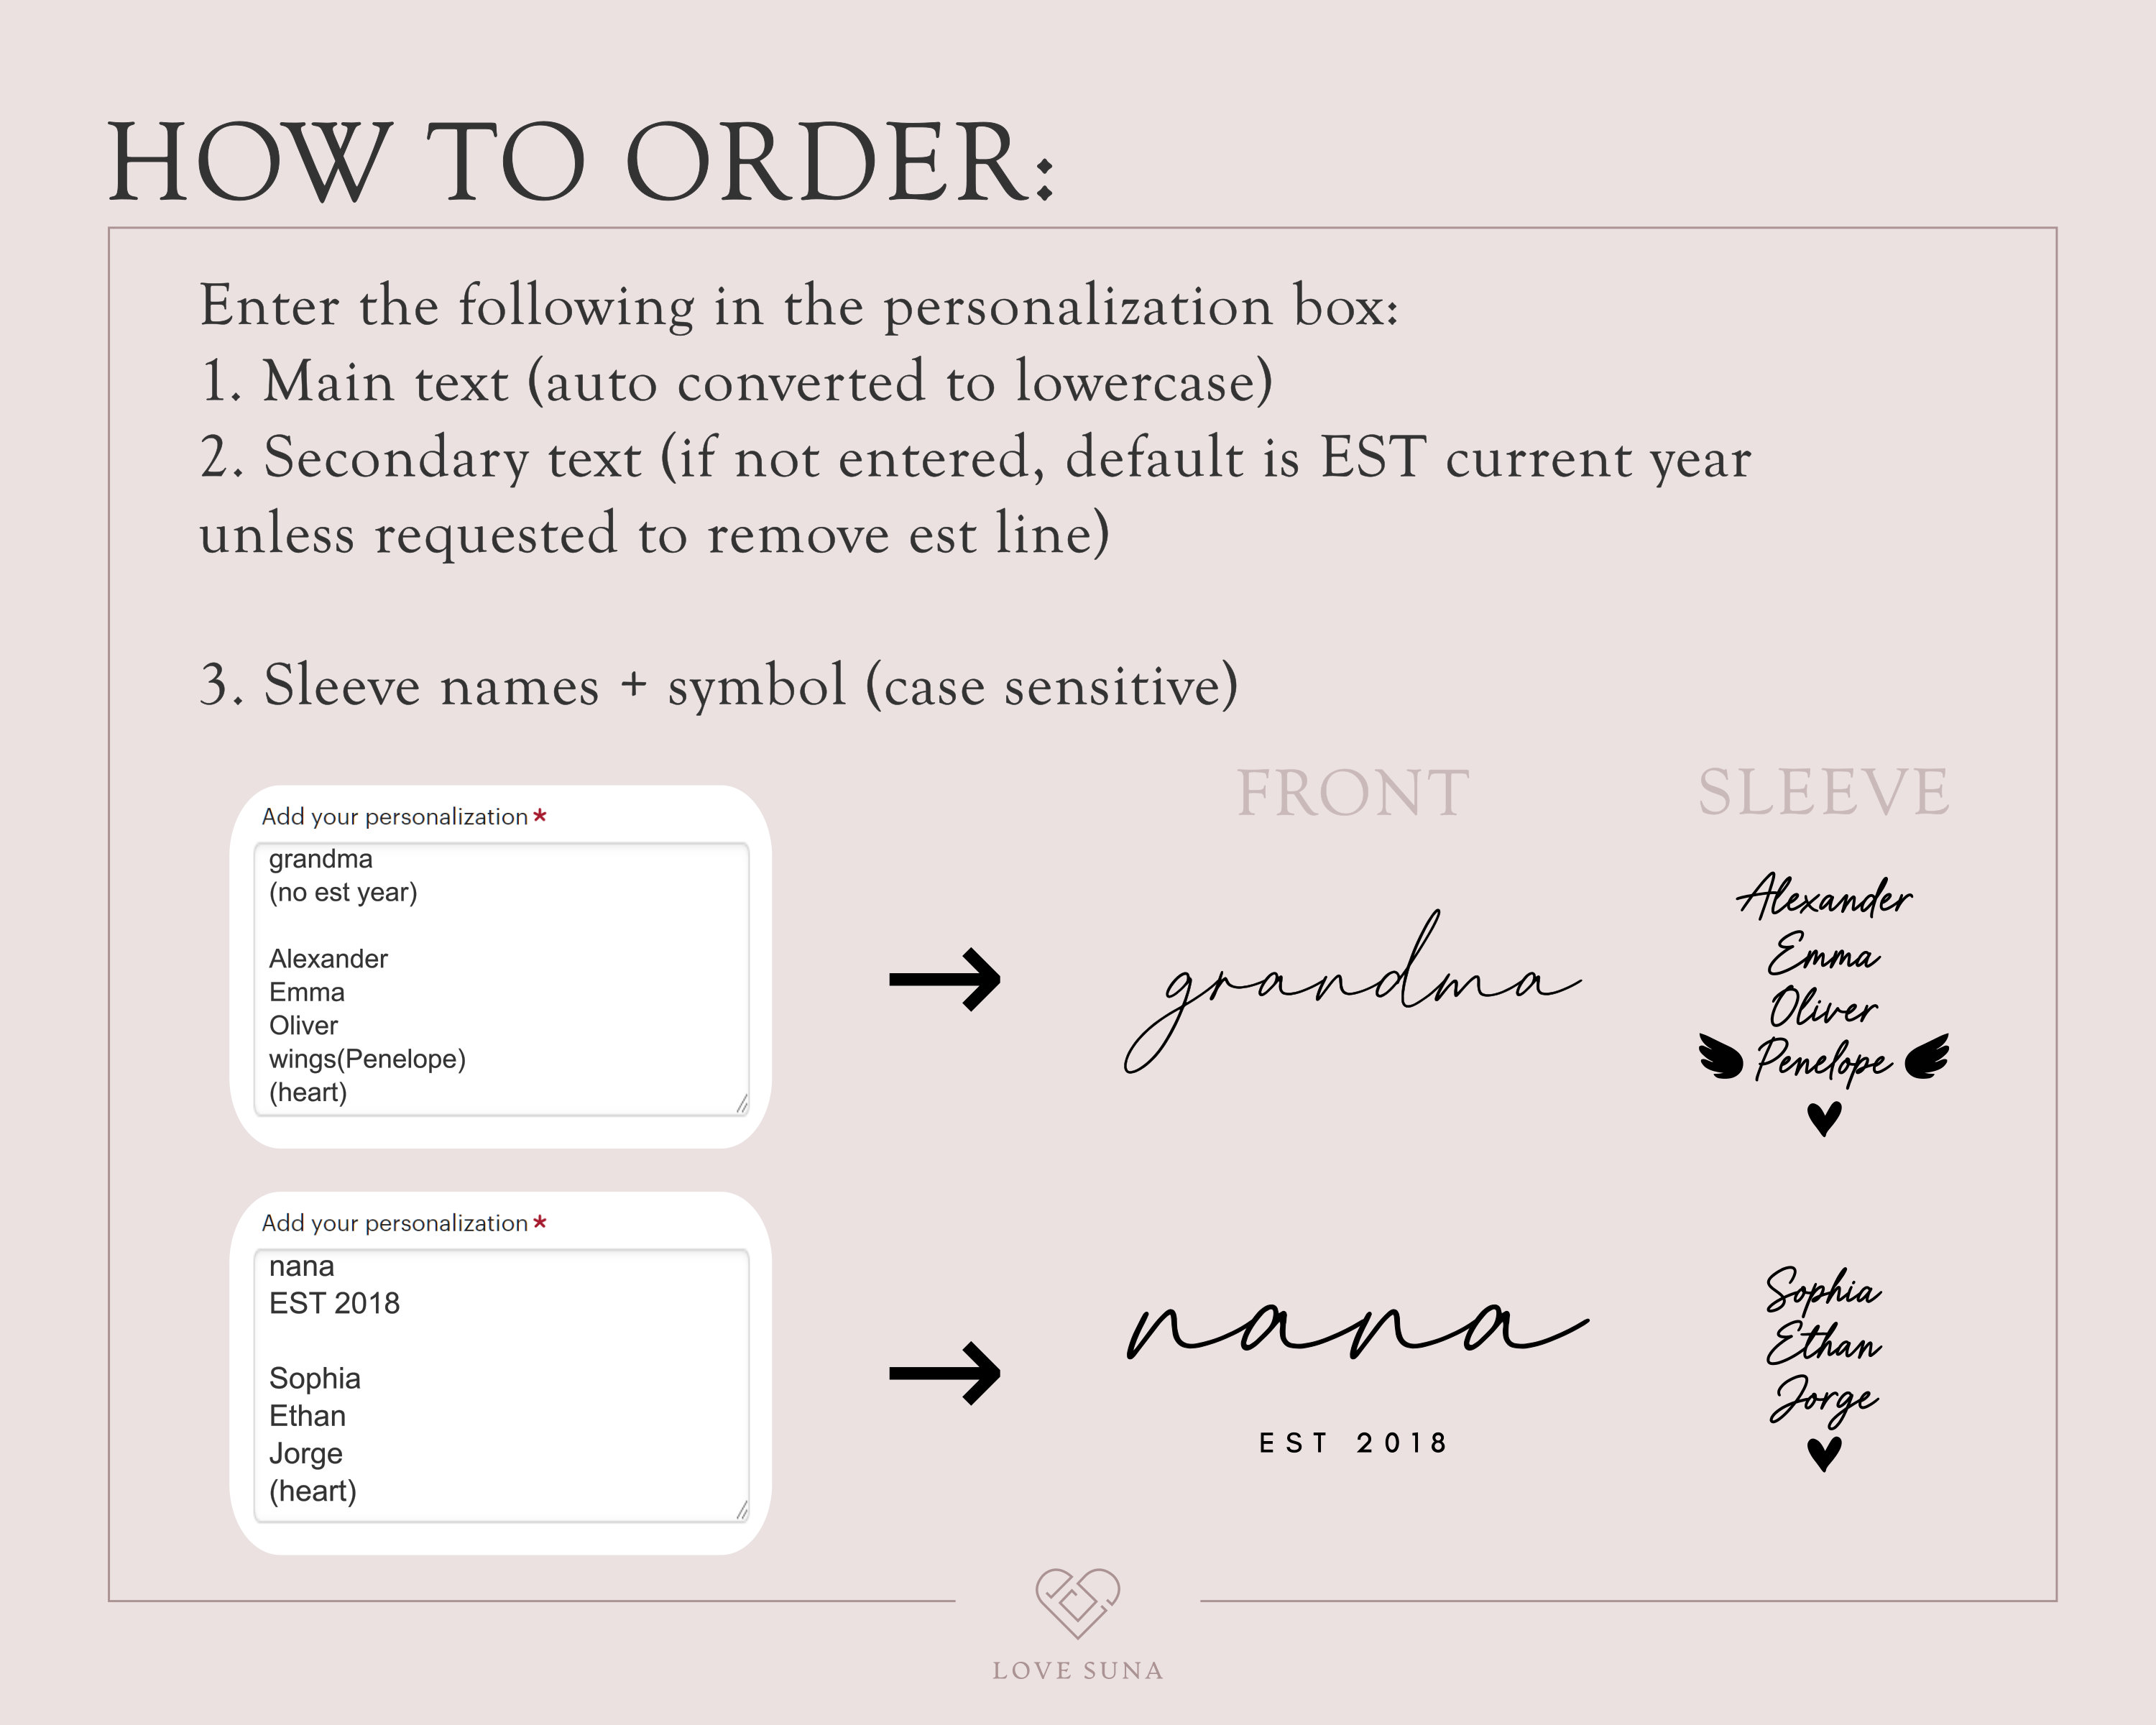 HOW TO ORDER:
Enter the following in the personalization box:
1. Main text (auto converted to lowercase)
2. Secondary text (if not entered, default is EST current year
unless requested to remove est line)
3. Sleeve names + symbol (case sensitive)
FRONT
SLEEVE
Add your personalization *
grandma
(no est year)
Alexander
Emma
Oliver
wings(Penelope)
(heart)
grandma
Alexander
Emma
Oliver
Penelope
Add your personalization *
nana
EST 2018
Sophia
Ethan
Jorge
(heart)
nana
EST 2018
Sophia
Ethan
Jorge
LOVE SUNA